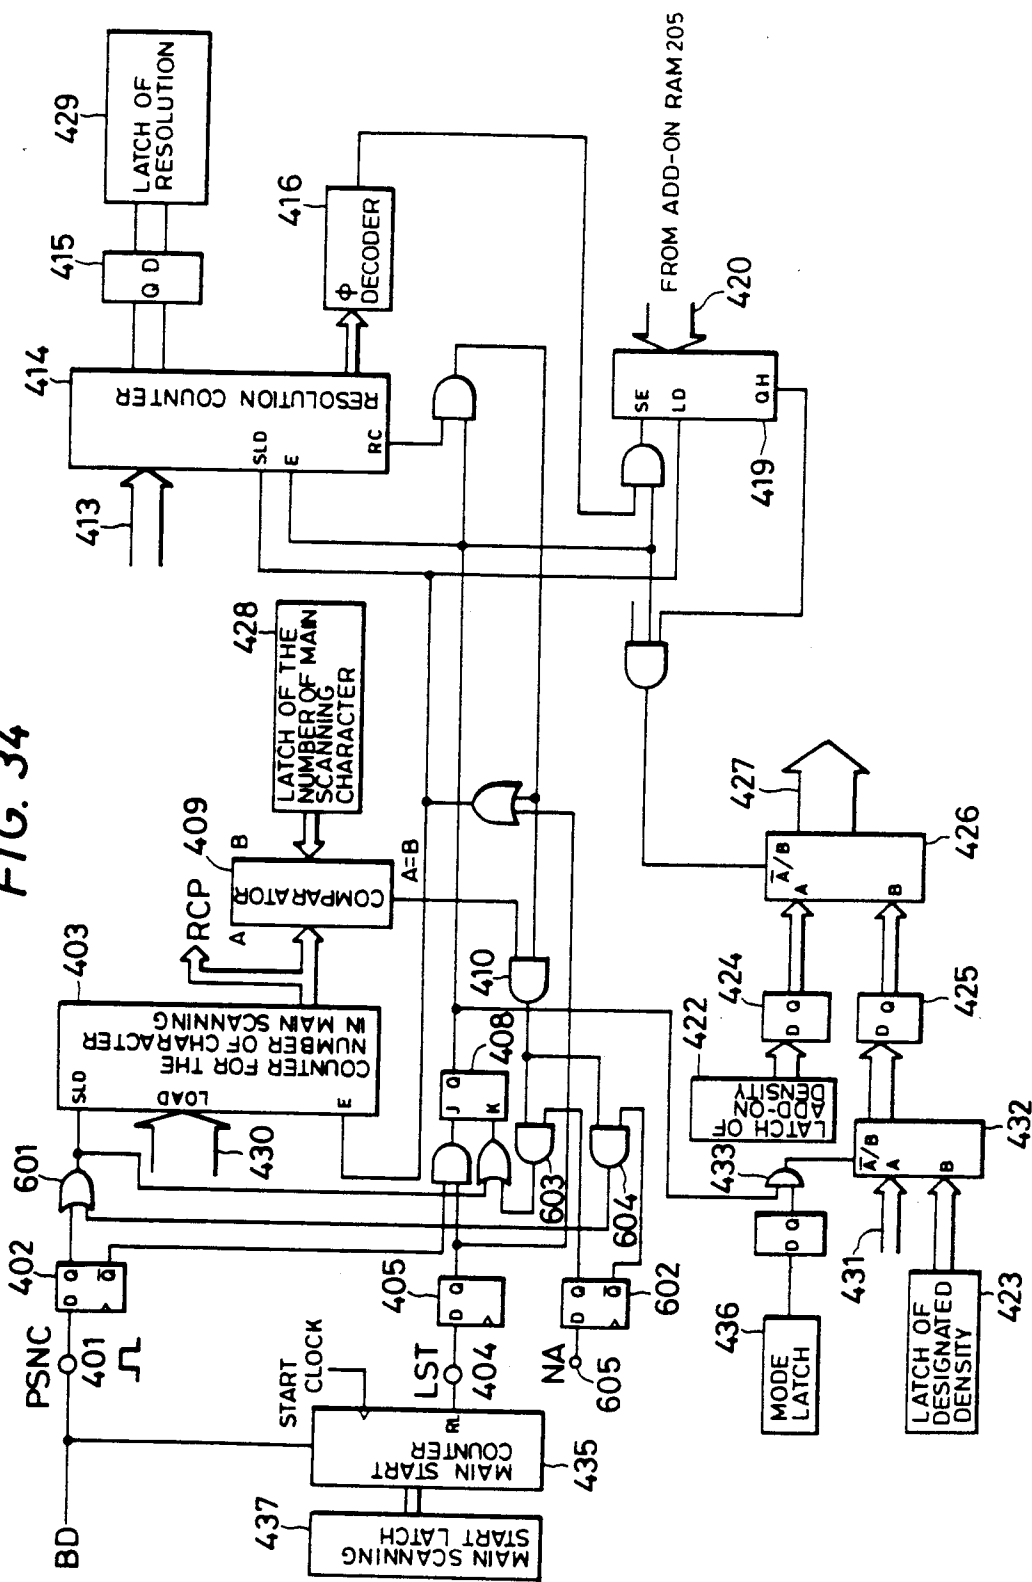 FIG. 34
BD
PSNC
401
402
D Q
Q̄
601
SLD
LOAD
E
COUNTER FOR THE
NUMBER OF CHARACTER
IN MAIN SCANNING
403
430
RCP
A
B
409
COMPARATOR
A=B
428
LATCH OF THE
NUMBER OF MAIN
SCANNING
CHARACTER
413
414
RESOLUTION COUNTER
SLD
E
RC
415
Q D
429
LATCH OF
RESOLUTION
416
Φ
DECODER
437
MAIN SCANNING
START LATCH
MAIN START
COUNTER
435
START
CLOCK
RL
LST
404
405
D Q
J Q
K
408
410
603
604
NA
605
D Q
Q̄
602
FROM ADD-ON RAM 205
420
SE
LD
QH
419
436
MODE
LATCH
D Q
433
431
LATCH OF
DESIGNATED
DENSITY
423
A̅/B
A
B
432
422
LATCH OF
ADD-ON
DENSITY
424
D Q
D Q
425
A̅/B
A
B
426
427